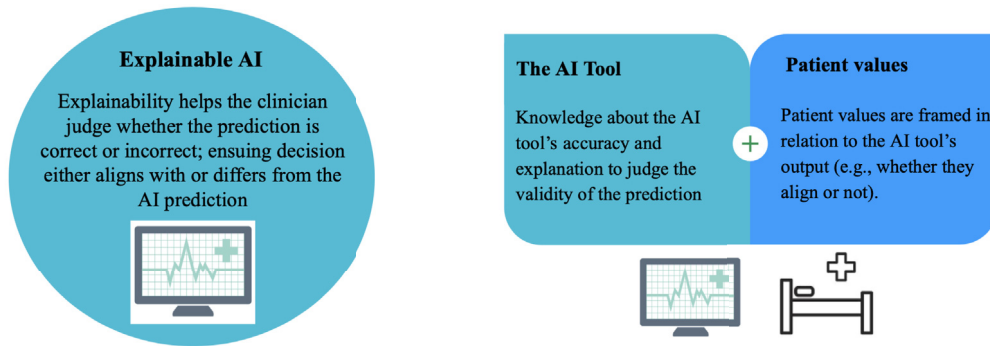 Explainable AI
Explainability helps the clinician
judge whether the prediction is
correct or incorrect; ensuing decision
either aligns with or differs from the
AI prediction
The AI Tool
Knowledge about the AI
tool's accuracy and
explanation to judge the
validity of the prediction
+
Patient values
Patient values are framed in
relation to the AI tool's
output (e.g., whether they
align or not).